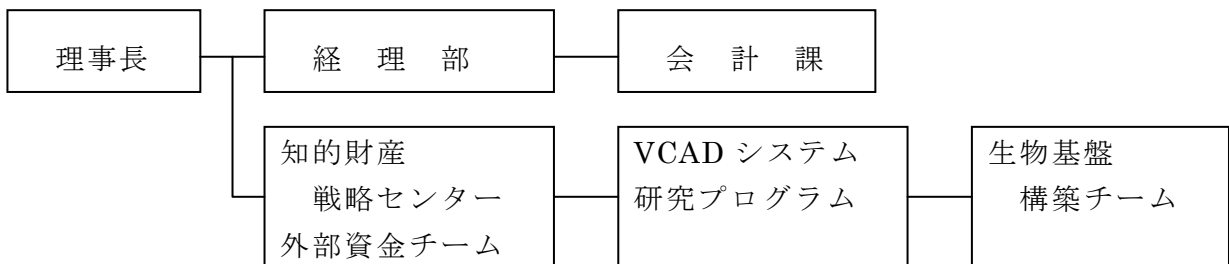 理事長
経 理 部
会 計 課
知的財産
戦略センター
外部資金チーム
VCAD システム
研究プログラム
生物基盤
構築チーム